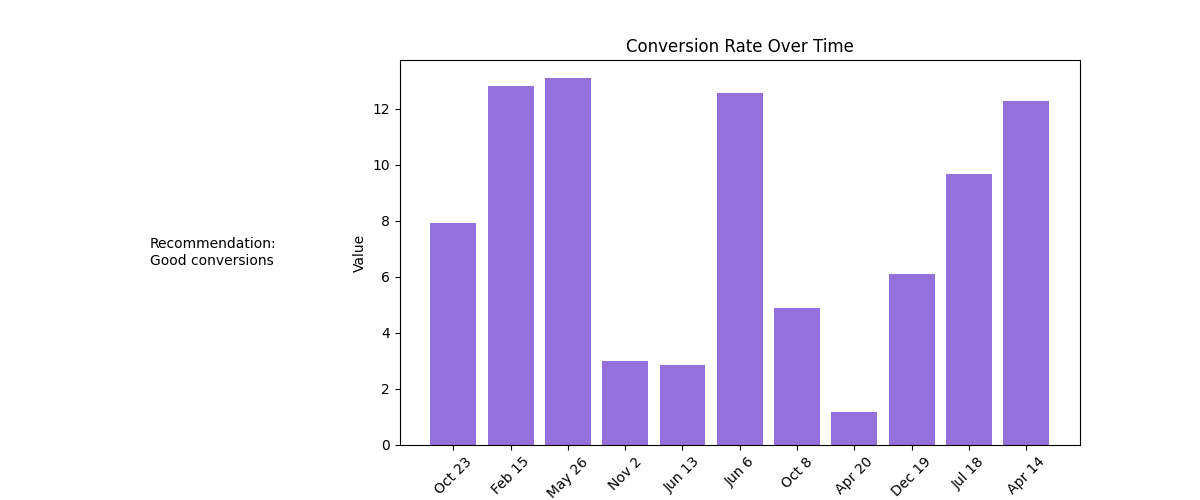 Conversion Rate Over Time
Recommendation:
Good conversions
Value
12
10
8
6
4
2
0
Oct 23
Feb 15
May 26
Nov 2
Jun 13
Jun 6
Oct 8
Apr 20
Dec 19
Jul 18
Apr 14